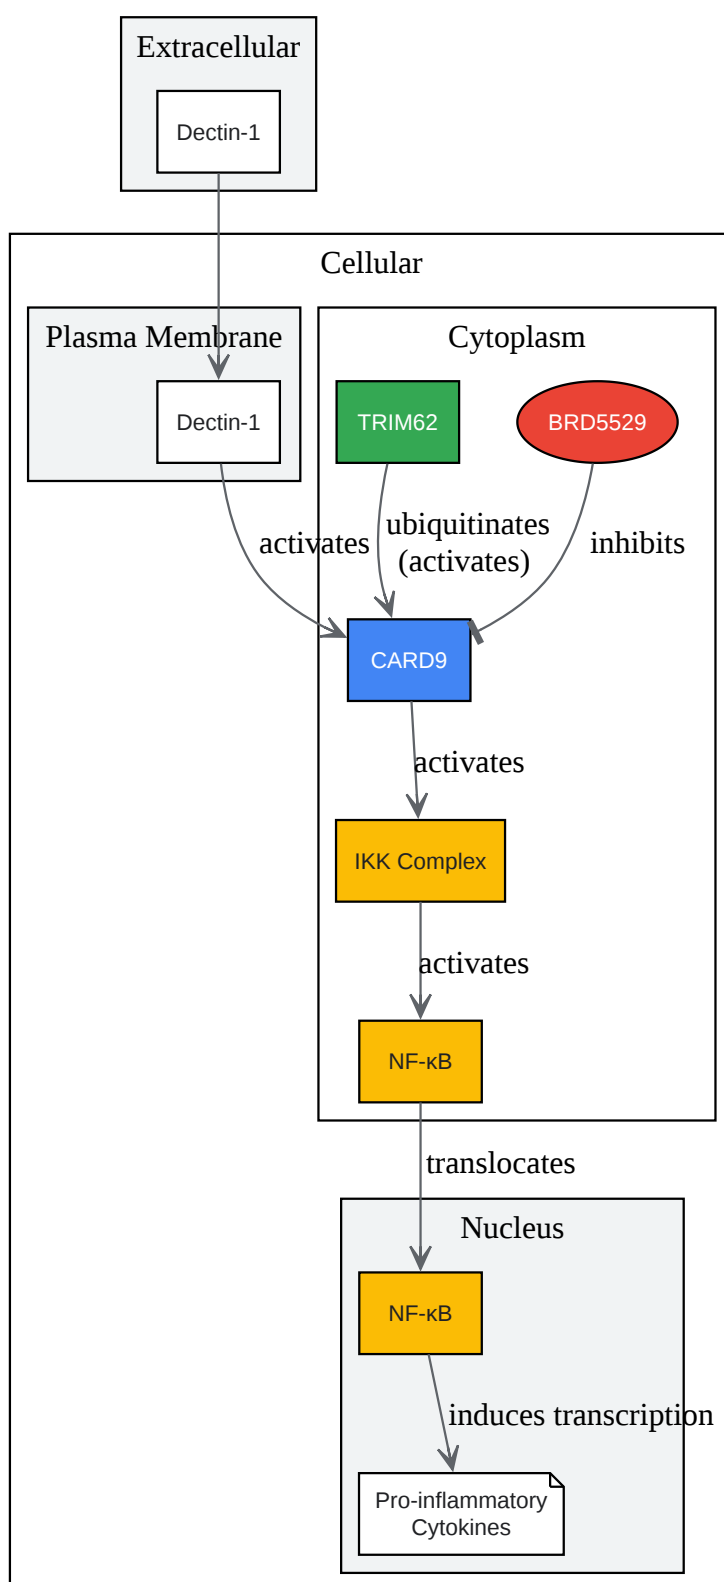 Extracellular
Dectin-1
Cellular
Plasma Membrane
Dectin-1
Cytoplasm
TRIM62
BRD5529
activates
ubiquitinates
(activates)
inhibits
CARD9
activates
IKK Complex
activates
NF-κB
translocates
Nucleus
NF-κB
induces transcription
Pro-inflammatory
Cytokines